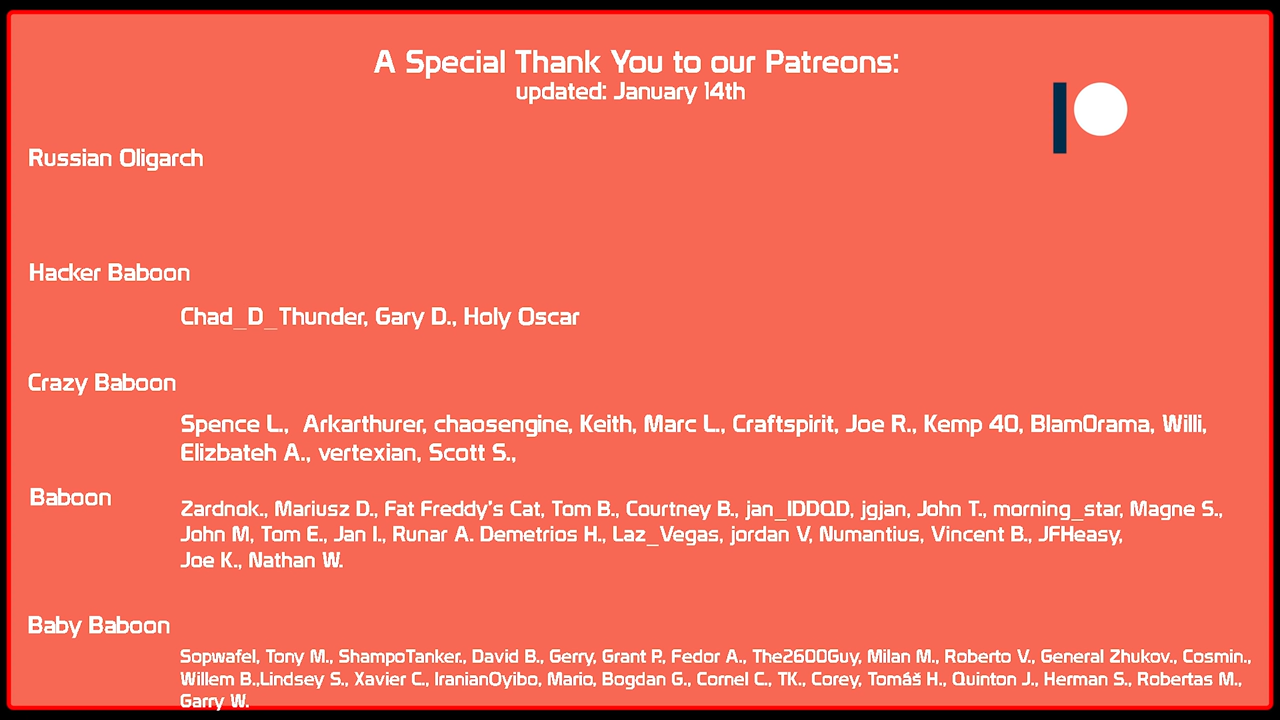 A Special Thank You to our Patreons:
updated: January 14th
Russian Oligarch
Hacker Baboon
Chad_D_Thunder, Gary D., Holy Oscar
Crazy Baboon
Spence L.,  Arkarthurer, chaosengine, Keith, Marc L., Craftspirit, Joe R., Kemp 40, Blam0rama, Willi,
Elizbateh A., vertexian, Scott S.,
Baboon
Zardnok., Mariusz D., Fat Freddy's Cat, Tom B., Courtney B., jan_IDDQD, jgjan, John T., morning_star, Magne S.,
John M, Tom E., Jan I., Runar A. Demetrios H., Laz_Vegas, jordan V, Numantius, Vincent B., JFHeasy,
Joe K., Nathan W.
Baby Baboon
Sopwafel, Tony M., ShampoTanker., David B., Gerry, Grant P., Fedor A., The2600Guy, Milan M., Roberto V., General Zhukov., Cosmin.,
Willem B.,Lindsey S., Xavier C., IranianOyibo, Mario, Bogdan G., Cornel C., TK., Corey, Tomáš H., Quinton J., Herman S., Robertas M.,
Garry W.